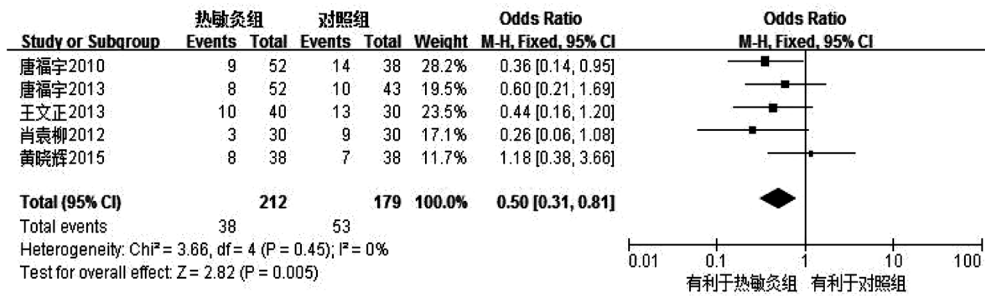 热敏灸组 对照组 Odds Ratio Odds Ratio
Study or Subgroup Events Total Events Total Weight M-H, Fixed, 95% CI M-H, Fixed, 95% CI
唐福宇2010 9 52 14 38 28.2% 0.36 [0.14, 0.95]
唐福宇2013 8 52 10 43 19.5% 0.60 [0.21, 1.69]
王文正2013 10 40 13 30 23.5% 0.44 [0.16, 1.20]
肖袁柳2012 3 30 9 30 17.1% 0.26 [0.06, 1.08]
黄晓辉2015 8 38 7 38 11.7% 1.18 [0.38, 3.66]
Total (95% CI) 212 179 100.0% 0.50 [0.31, 0.81]
Total events 38 53
Heterogeneity: Chi² = 3.66, df = 4 (P = 0.45); I² = 0%
Test for overall effect: Z = 2.82 (P = 0.005)
0.01 0.1 1 10 100
有利于热敏灸组 有利于对照组